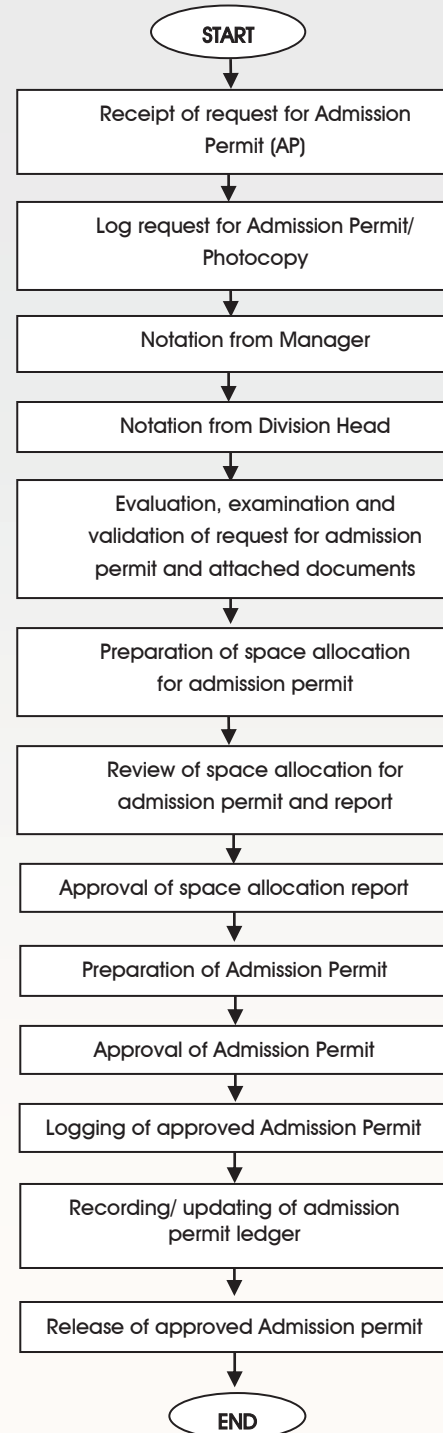 START
Receipt of request for Admission
Permit (AP)
Log request for Admission Permit/
Photocopy
Notation from Manager
Notation from Division Head
Evaluation, examination and
validation of request for admission
permit and attached documents
Preparation of space allocation
for admission permit
Review of space allocation for
admission permit and report
Approval of space allocation report
Preparation of Admission Permit
Approval of Admission Permit
Logging of approved Admission Permit
Recording/ updating of admission
permit ledger
Release of approved Admission permit
END